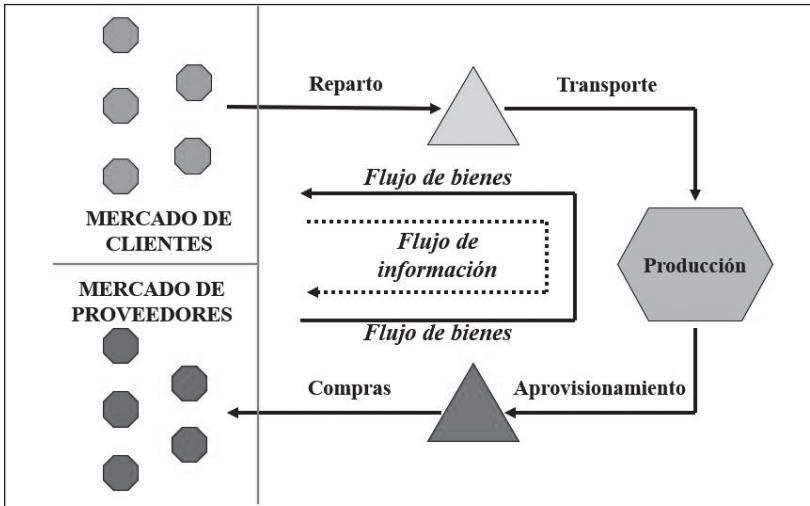 Reparto
Transporte
Flujo de bienes
MERCADO DE
CLIENTES
Flujo de
información
Producción
MERCADO DE
PROVEEDORES
Flujo de bienes
Compras
Aprovisionamiento